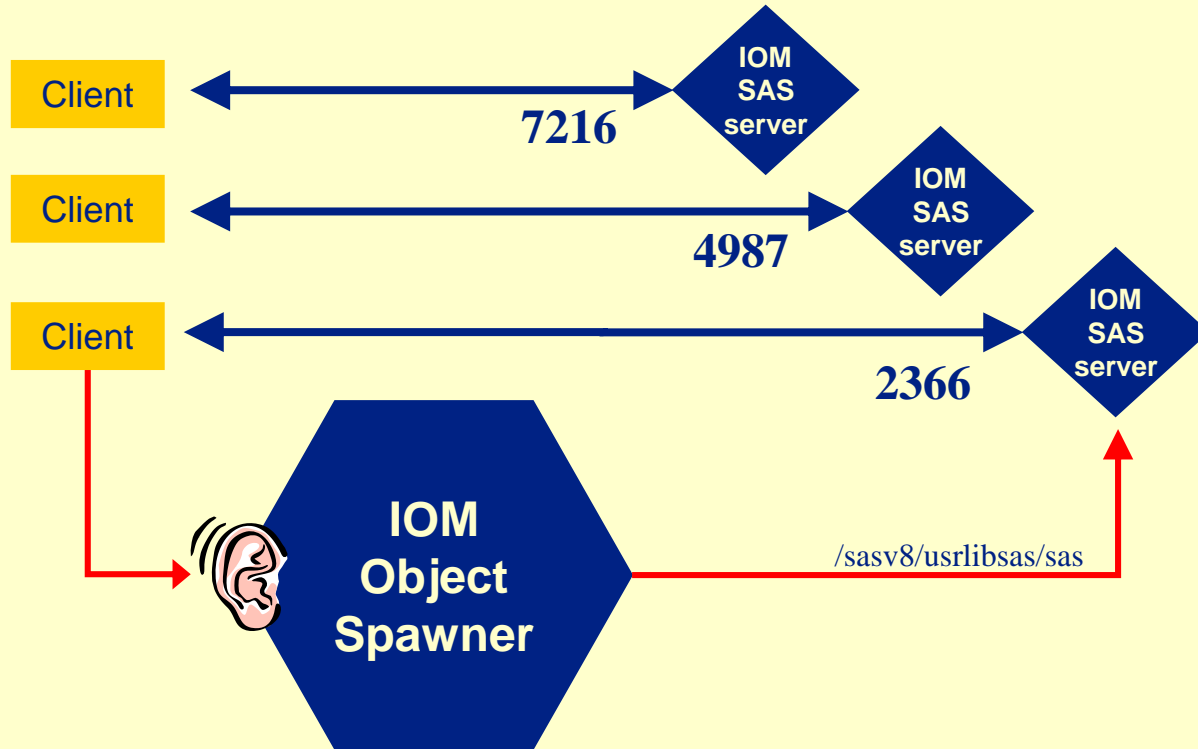 Client
7216
IOM
SAS
server
Client
4987
IOM
SAS
server
Client
2366
IOM
SAS
server
IOM
Object
Spawner
/sasv8/usrlibsas/sas